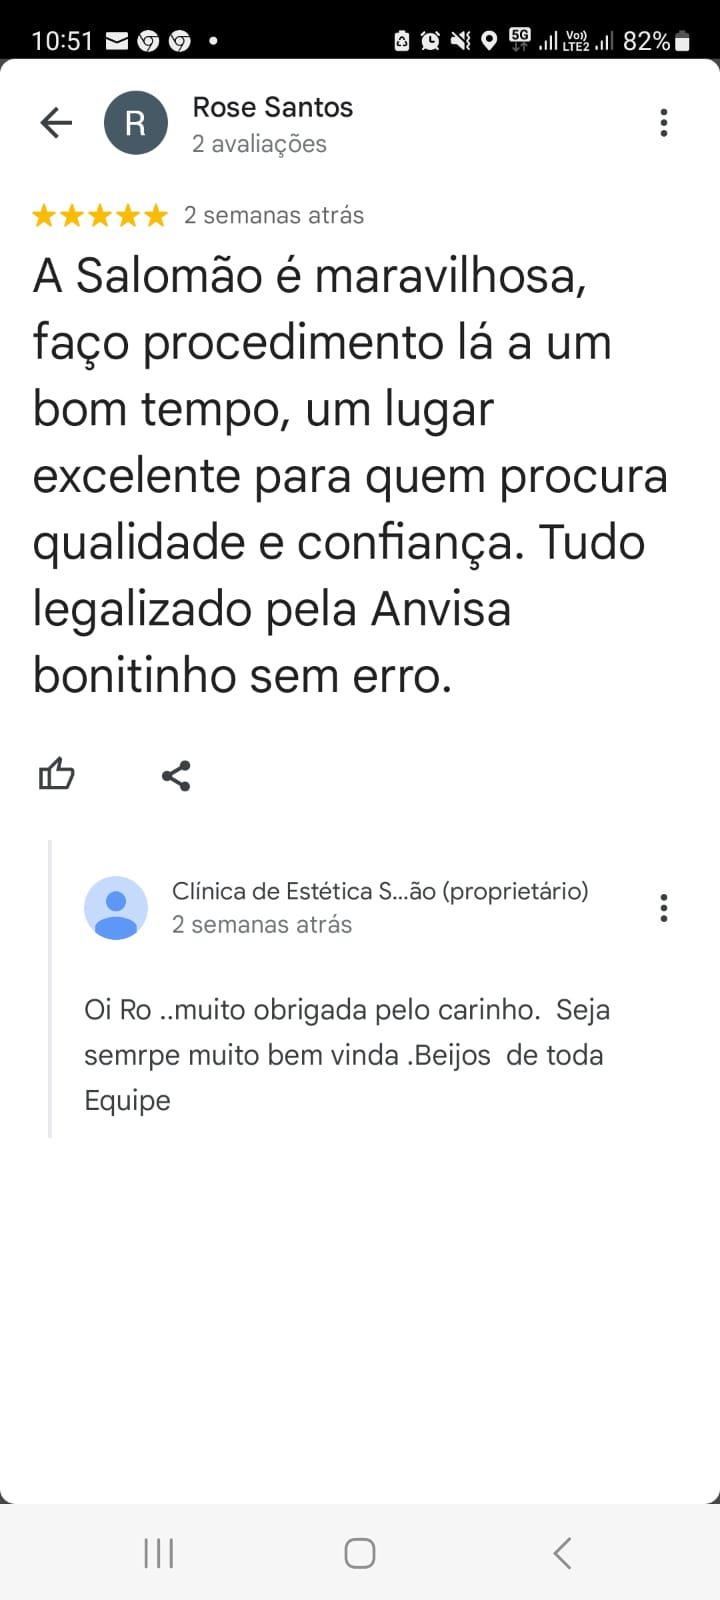 10:51 5G Vo)) LTE2 82%
R Rose Santos
2 avaliações
2 semanas atrás
A Salomão é maravilhosa,
faço procedimento lá a um
bom tempo, um lugar
excelente para quem procura
qualidade e confiança. Tudo
legalizado pela Anvisa
bonitinho sem erro.
Clínica de Estética S...ão (proprietário)
2 semanas atrás
Oi Ro ..muito obrigada pelo carinho.  Seja
semrpe muito bem vinda .Beijos  de toda
Equipe